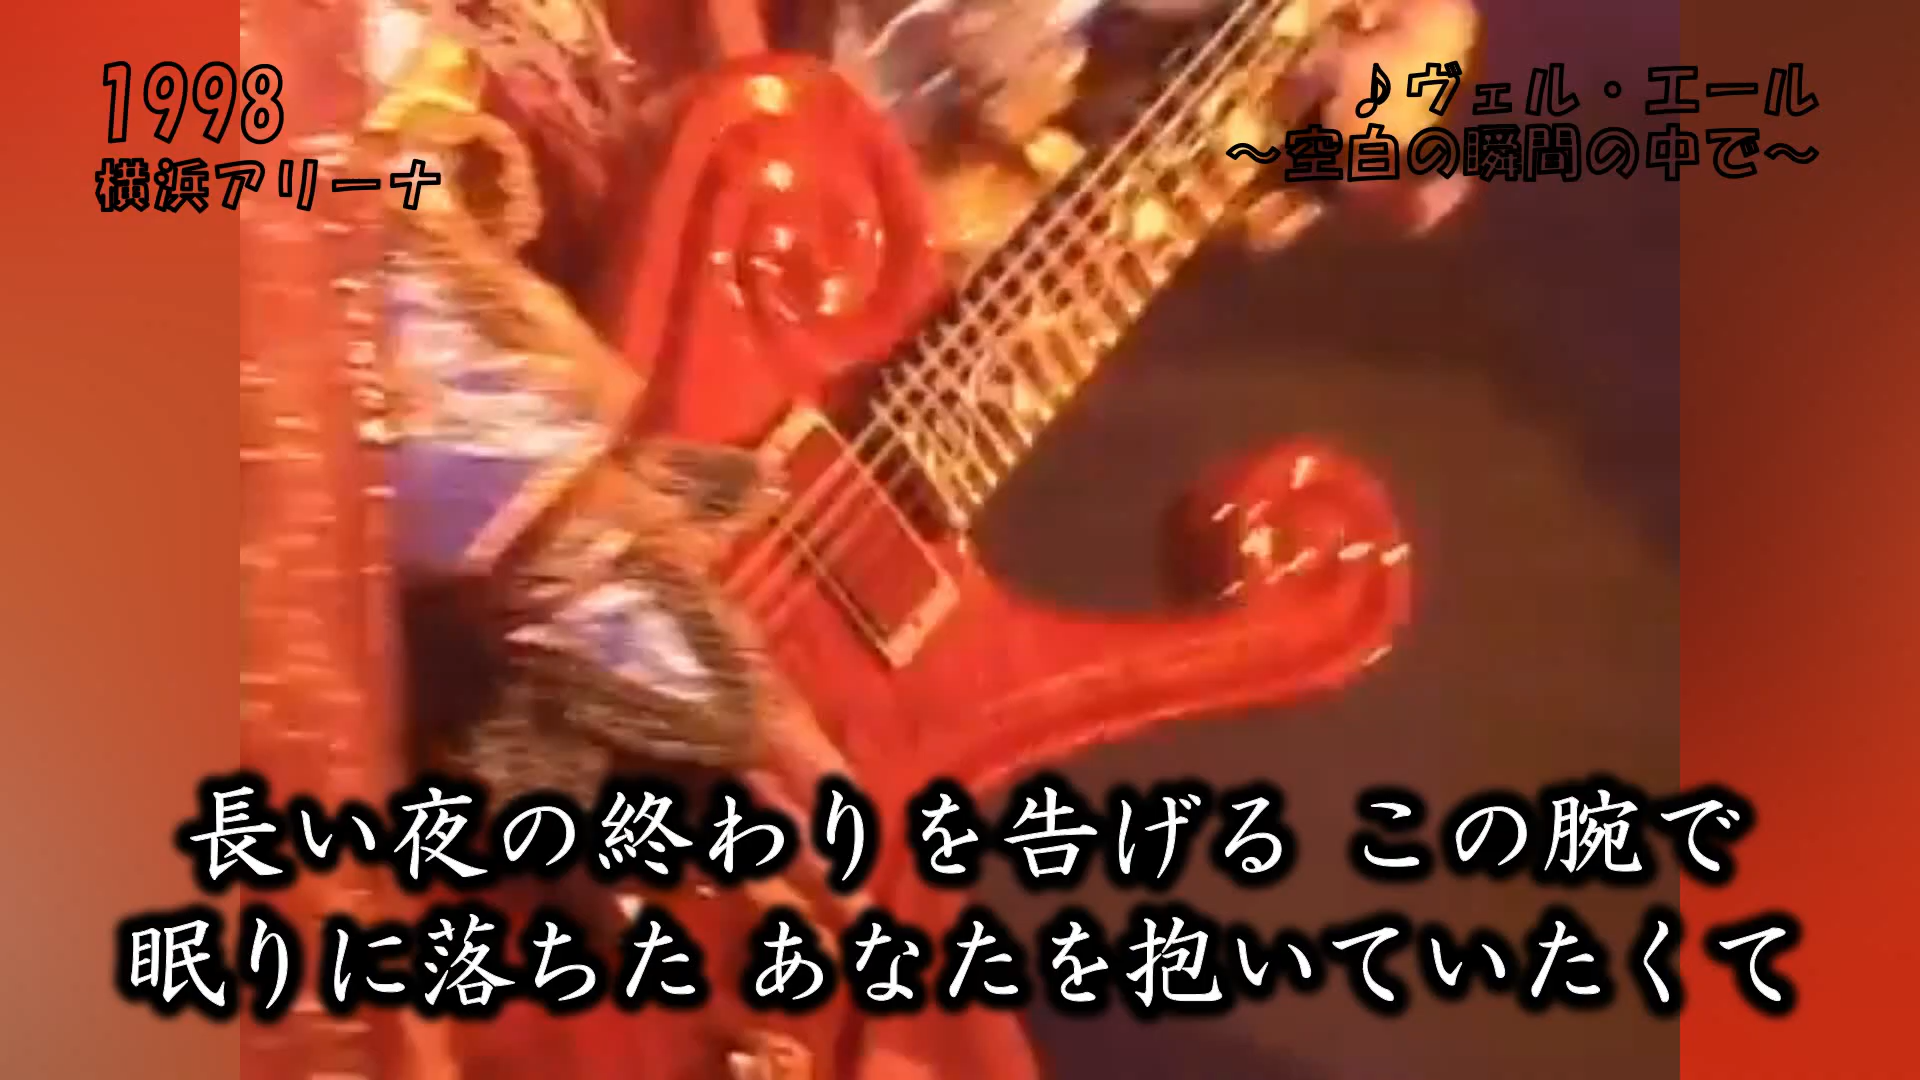 1998
横浜アリーナ
♪ヴェル・エール
～空白の瞬間の中で～
長い夜の終わりを告げる この腕で
眠りに落ちた あなたを抱いていたくて